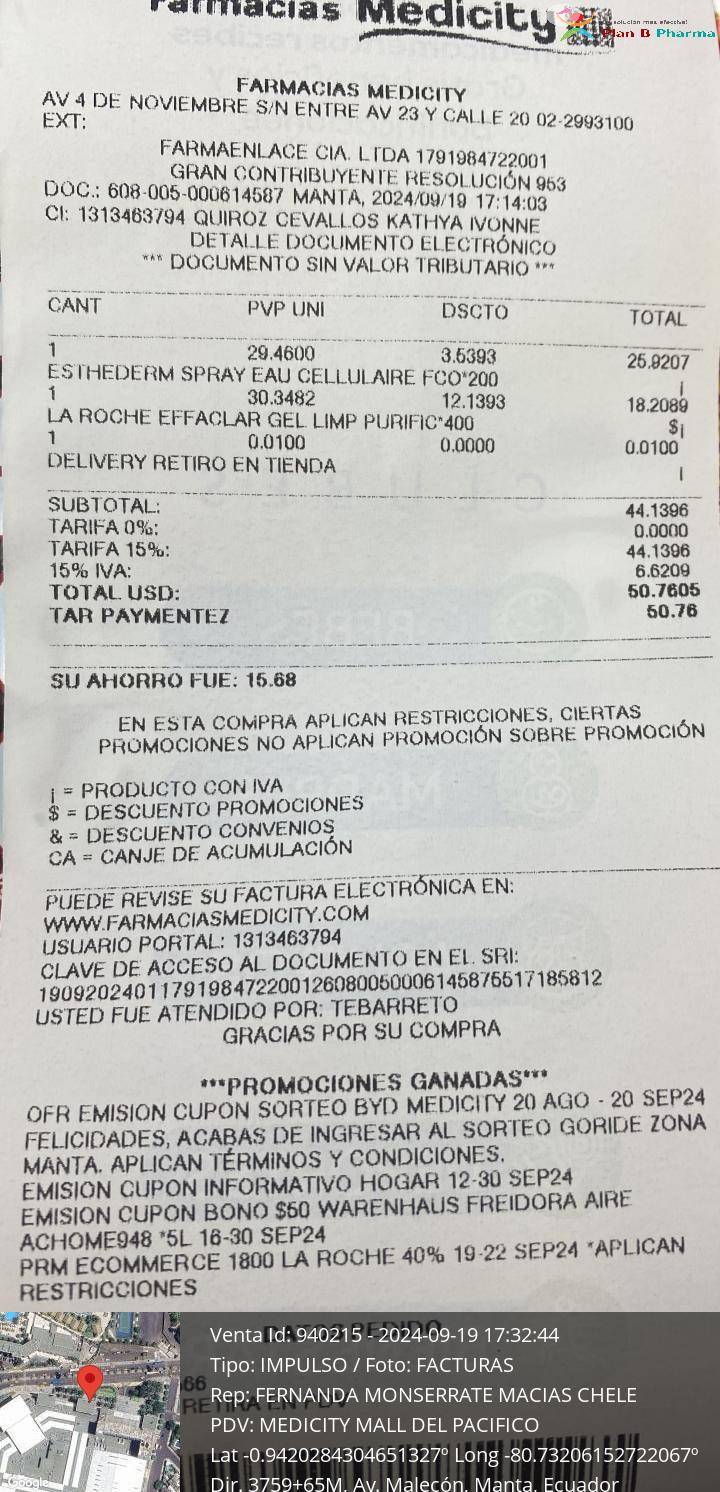 Farmacias Medicity
Plan B Pharma
FARMACIAS MEDICITY
AV 4 DE NOVIEMBRE S/N ENTRE AV 23 Y CALLE 20 02-2993100
EXT:
FARMAENLACE CIA. LTDA 1791984722001
GRAN CONTRIBUYENTE RESOLUCIÓN 953
DOC.: 608-005-000614587 MANTA, 2024/09/19 17:14:03
CI: 1313463794 QUIROZ CEVALLOS KATHYA IVONNE
DETALLE DOCUMENTO ELECTRÓNICO
*** DOCUMENTO SIN VALOR TRIBUTARIO ***
CANT PVP UNI DSCTO TOTAL
1 29.4600 3.5393 25.9207
ESTHEDERM SPRAY EAU CELLULAIRE FCO*200 ¡
1 30.3482 12.1393 18.2089
LA ROCHE EFFACLAR GEL LIMP PURIFIC*400 $¡
1 0.0100 0.0000 0.0100
DELIVERY RETIRO EN TIENDA ¡
SUBTOTAL: 44.1396
TARIFA 0%: 0.0000
TARIFA 15%: 44.1396
15% IVA: 6.6209
TOTAL USD: 50.7605
TAR PAYMENTEZ 50.76
SU AHORRO FUE: 15.68
EN ESTA COMPRA APLICAN RESTRICCIONES, CIERTAS
PROMOCIONES NO APLICAN PROMOCIÓN SOBRE PROMOCIÓN
¡ = PRODUCTO CON IVA
$ = DESCUENTO PROMOCIONES
& = DESCUENTO CONVENIOS
CA = CANJE DE ACUMULACIÓN
PUEDE REVISE SU FACTURA ELECTRÓNICA EN:
WWW.FARMACIASMEDICITY.COM
USUARIO PORTAL: 1313463794
CLAVE DE ACCESO AL DOCUMENTO EN EL SRI:
1909202401179198472200126080050006145875517185812
USTED FUE ATENDIDO POR: TEBARRETO
GRACIAS POR SU COMPRA
***PROMOCIONES GANADAS***
OFR EMISION CUPON SORTEO BYD MEDICITY 20 AGO - 20 SEP24
FELICIDADES, ACABAS DE INGRESAR AL SORTEO GORIDE ZONA
MANTA. APLICAN TÉRMINOS Y CONDICIONES.
EMISION CUPON INFORMATIVO HOGAR 12-30 SEP24
EMISION CUPON BONO $50 WARENHAUS FREIDORA AIRE
ACHOME948 *5L 16-30 SEP24
PRM ECOMMERCE 1800 LA ROCHE 40% 19-22 SEP24 *APLICAN
RESTRICCIONES
DATOS PEDIDO
Venta Id: 940215 - 2024-09-19 17:32:44
Tipo: IMPULSO / Foto: FACTURAS
Rep: FERNANDA MONSERRATE MACIAS CHELE
PDV: MEDICITY MALL DEL PACIFICO
Lat -0.9420284304651327º Long -80.73206152722067º
Dir. 3759+65M, Av. Malecón, Manta, Ecuador
Google